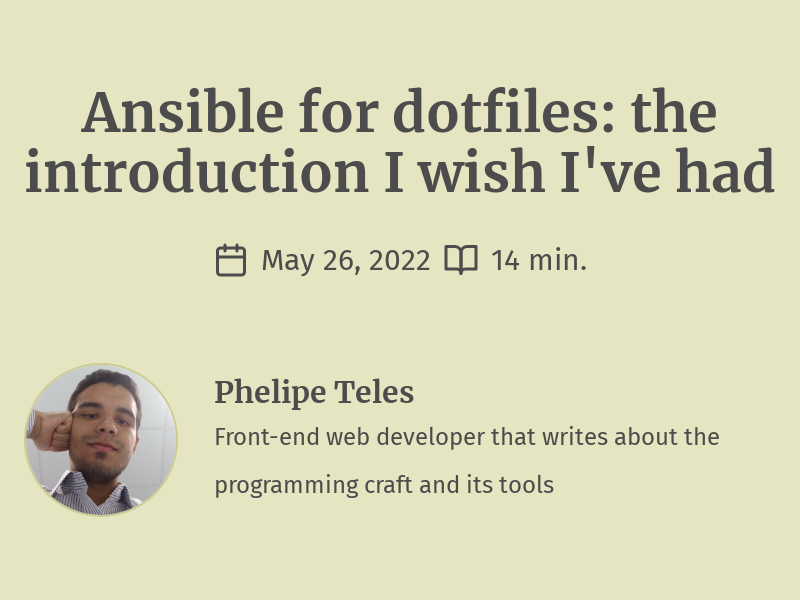 Ansible for dotfiles: the
introduction I wish I've had
May 26, 2022 14 min.
Phelipe Teles
Front-end web developer that writes about the
programming craft and its tools